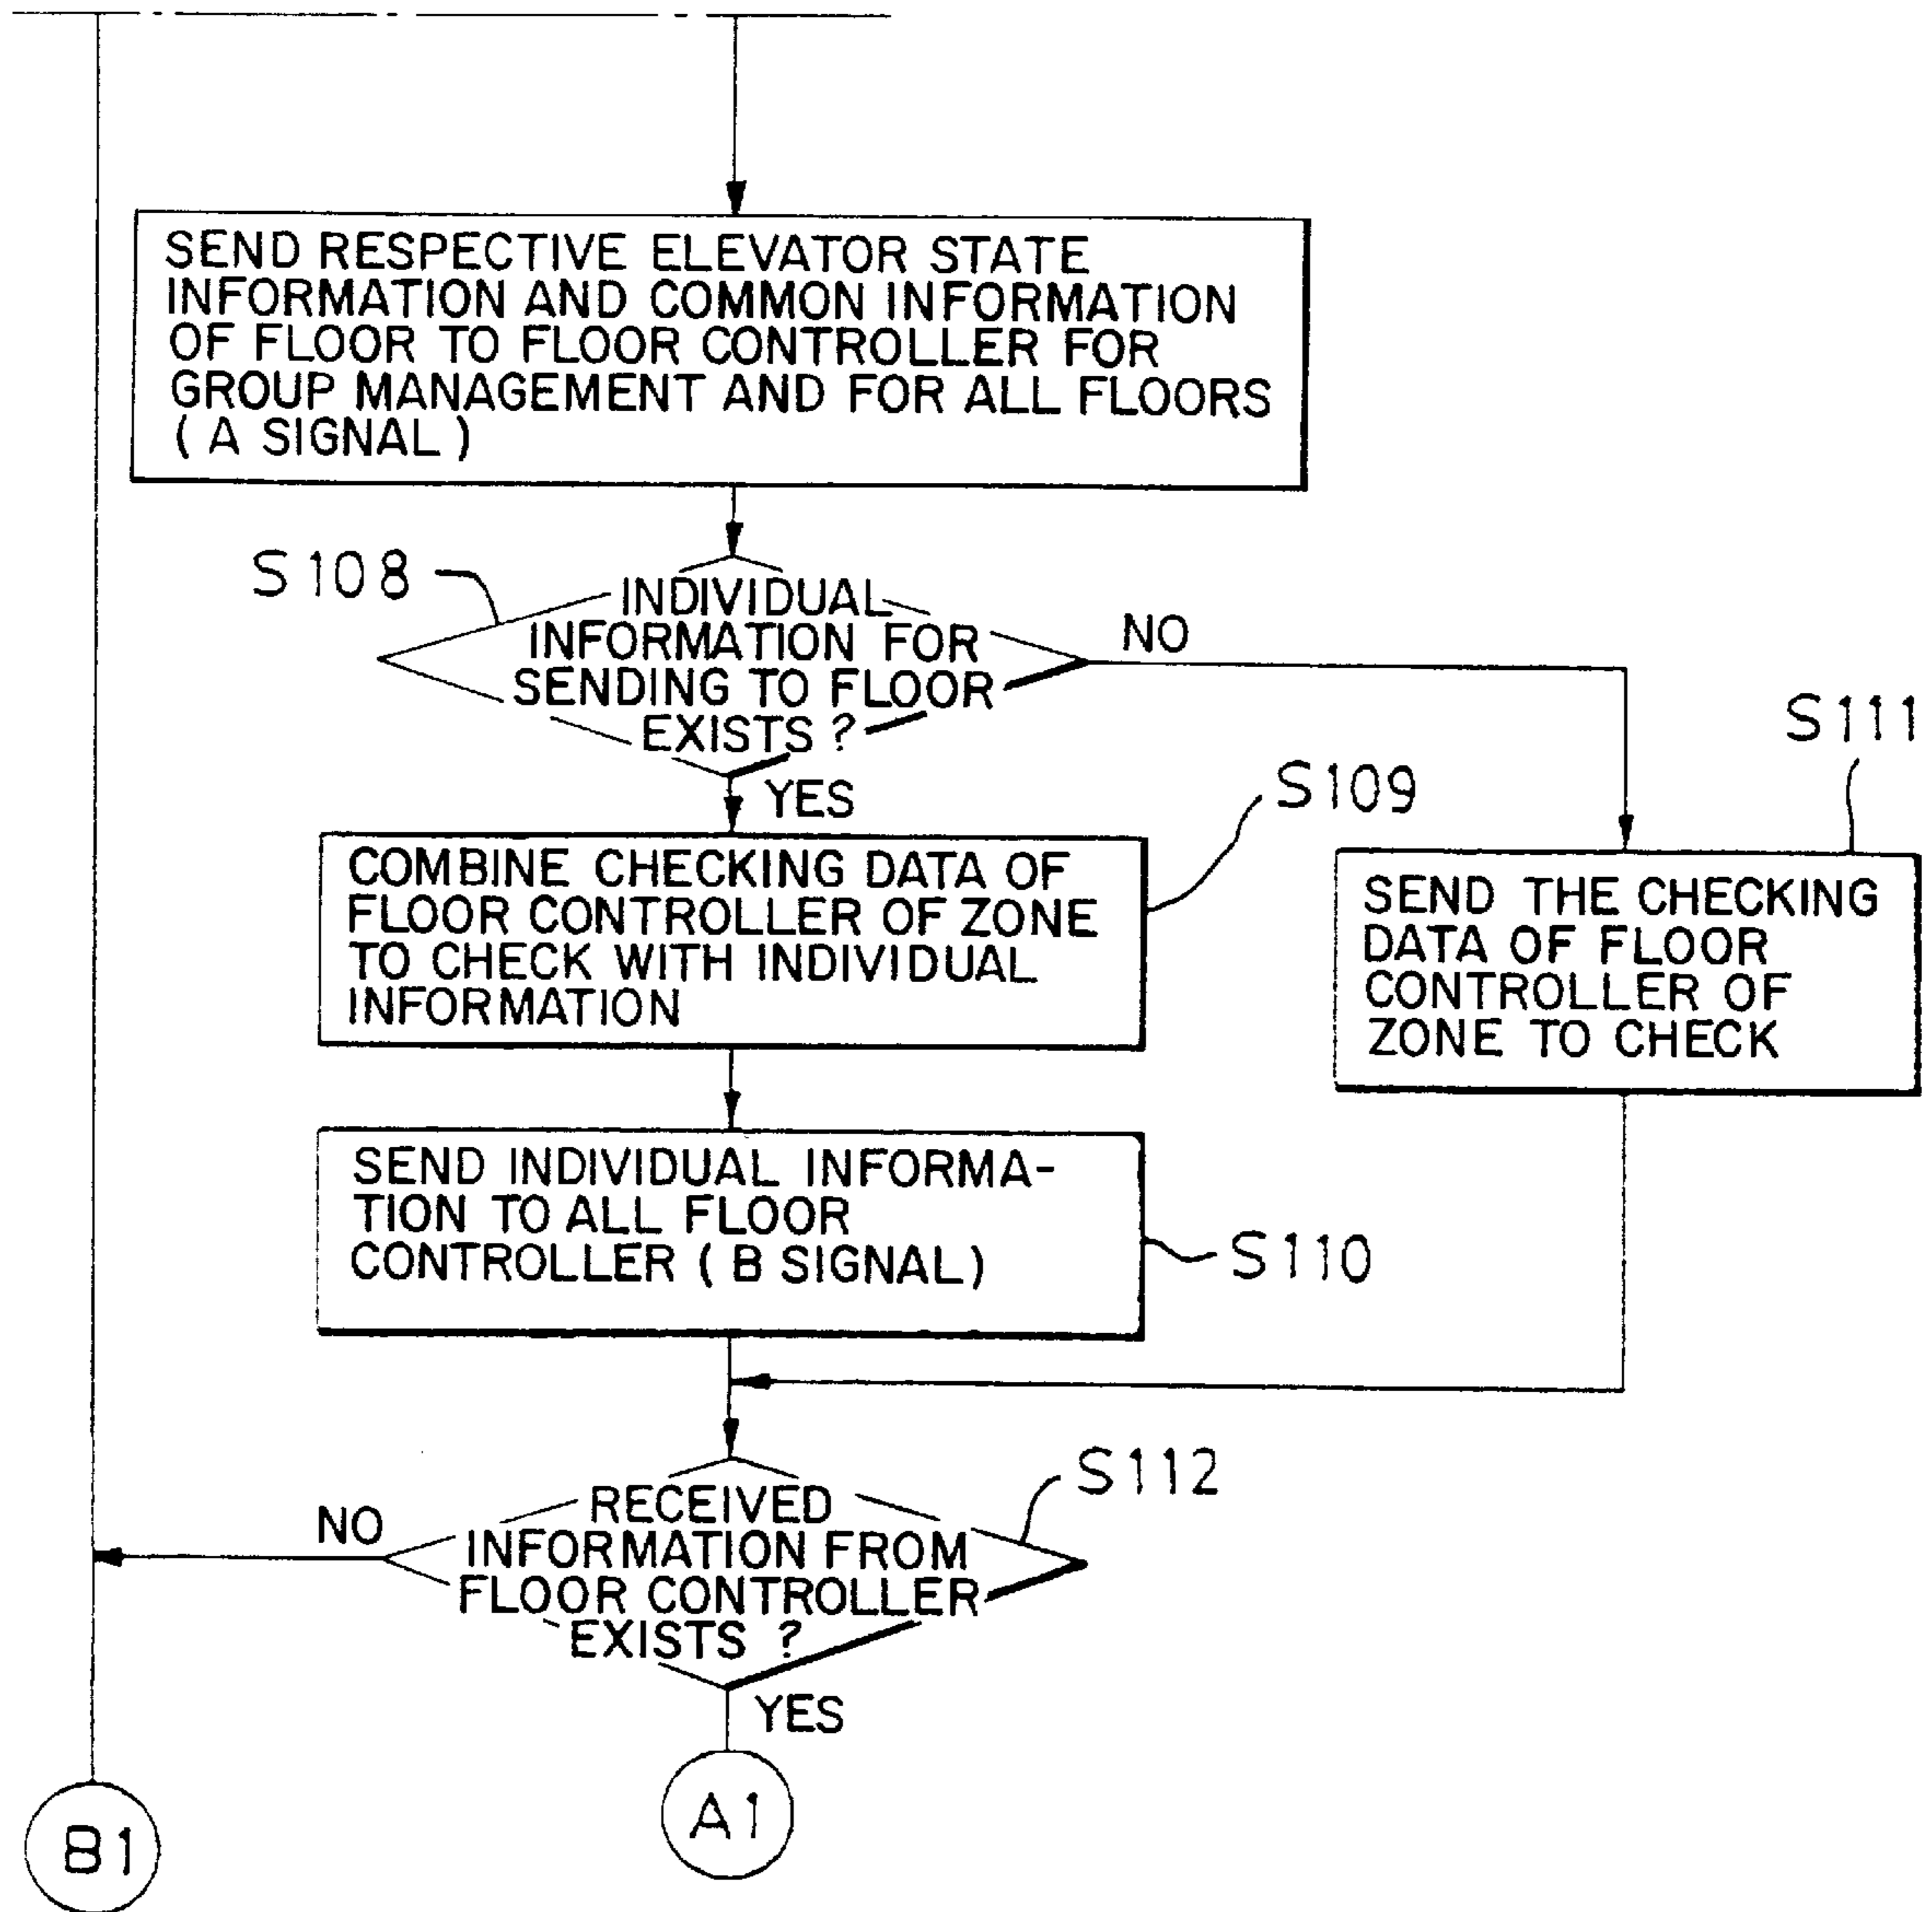 SEND RESPECTIVE ELEVATOR STATE
INFORMATION AND COMMON INFORMATION
OF FLOOR TO FLOOR CONTROLLER FOR
GROUP MANAGEMENT AND FOR ALL FLOORS
( A SIGNAL )
S108
INDIVIDUAL
INFORMATION FOR
SENDING TO FLOOR
EXISTS ?
NO
YES
S111
S109
COMBINE CHECKING DATA OF
FLOOR CONTROLLER OF ZONE
TO CHECK WITH INDIVIDUAL
INFORMATION
SEND THE CHECKING
DATA OF FLOOR
CONTROLLER OF
ZONE TO CHECK
SEND INDIVIDUAL INFORMA-
TION TO ALL FLOOR
CONTROLLER ( B SIGNAL )
S110
S112
RECEIVED
INFORMATION FROM
FLOOR CONTROLLER
EXISTS ?
NO
YES
A1
B1